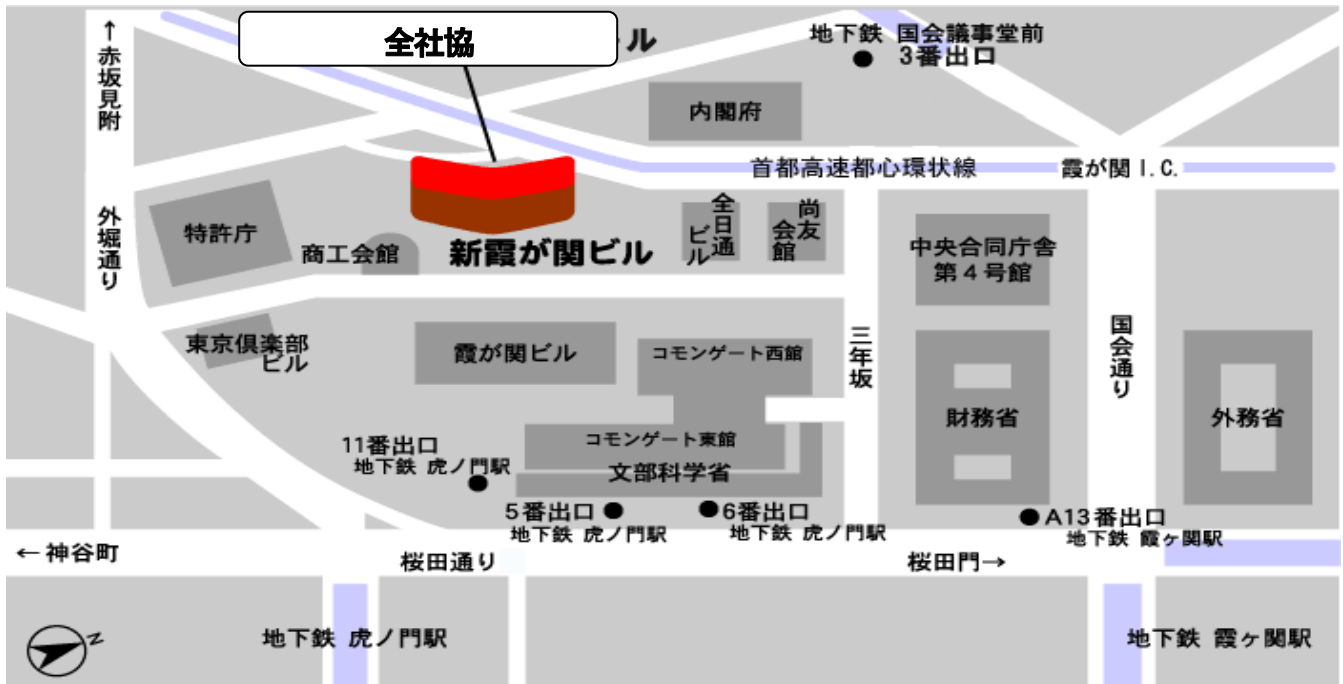 全社協
ル
地下鉄 国会議事堂前
3番出口
↑赤坂見附
内閣府
首都高速都心環状線
霞が関 I.C.
外堀通り
特許庁
商工会館
新霞が関ビル
全日通
ビル
尚友
会館
中央合同庁舎
第4号館
東京倶楽部
ビル
霞が関ビル
コモンゲート西館
三年坂
国会通り
財務省
外務省
コモンゲート東館
文部科学省
11番出口
地下鉄 虎ノ門駅
5番出口
地下鉄 虎ノ門駅
6番出口
地下鉄 虎ノ門駅
A13番出口
地下鉄 霞ヶ関駅
←神谷町
桜田通り
桜田門→
地下鉄 虎ノ門駅
地下鉄 霞ヶ関駅
N